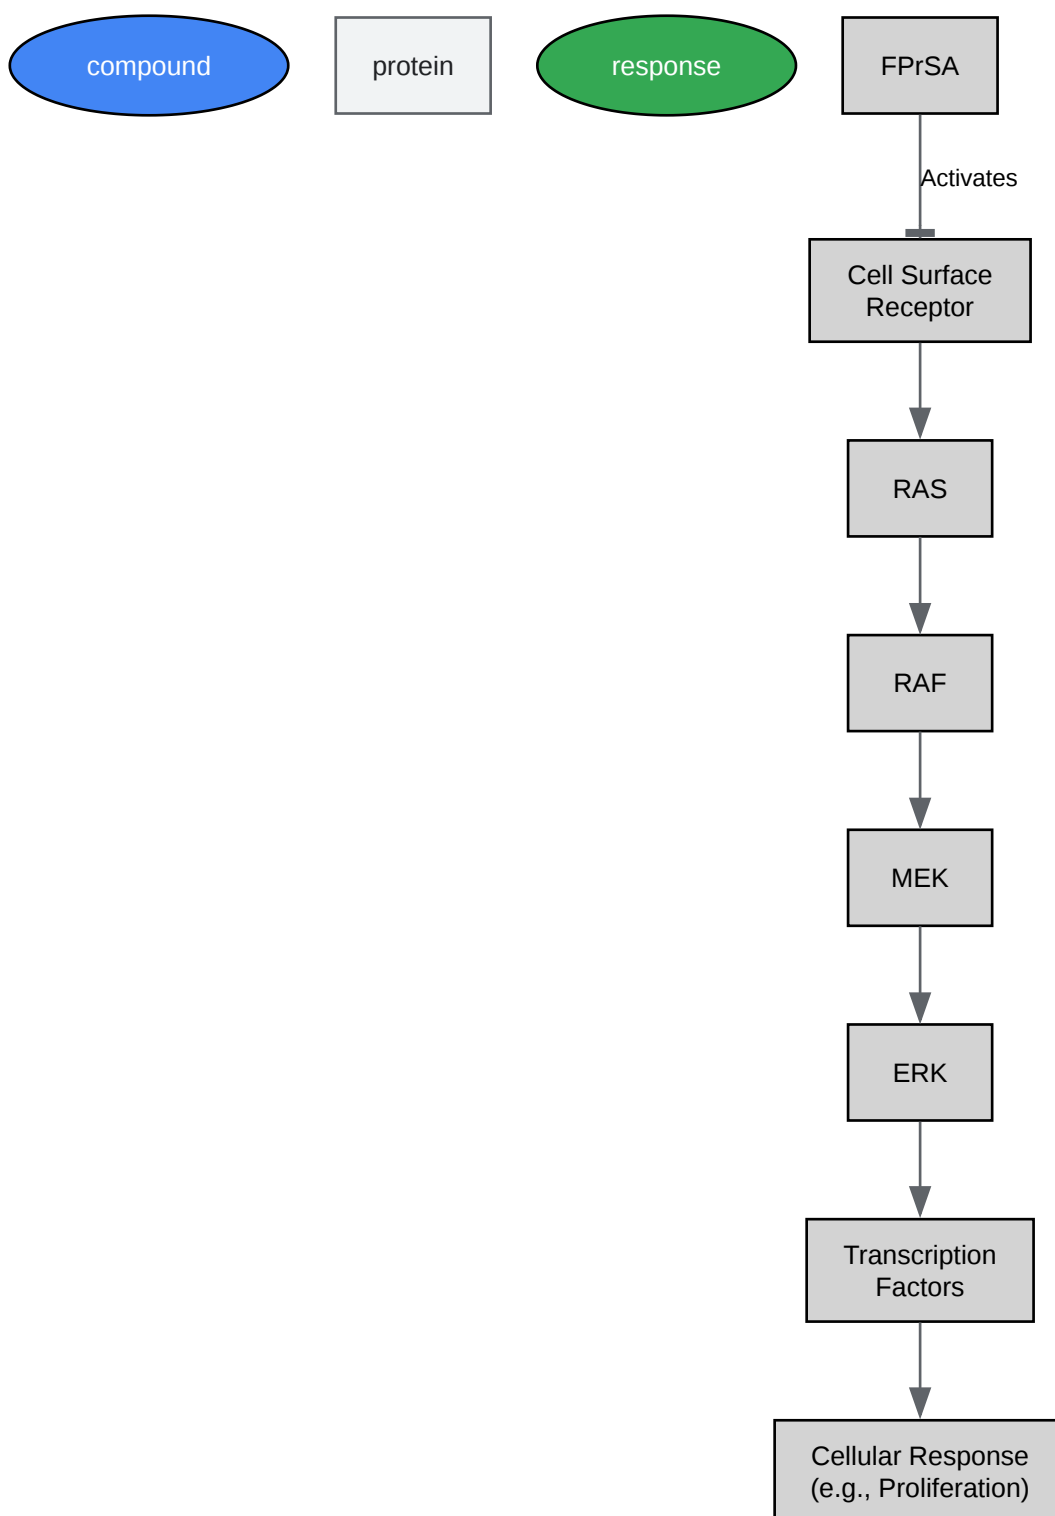 compound
protein
response
FPrSA
Activates
Cell Surface
Receptor
RAS
RAF
MEK
ERK
Transcription
Factors
Cellular Response
(e.g., Proliferation)